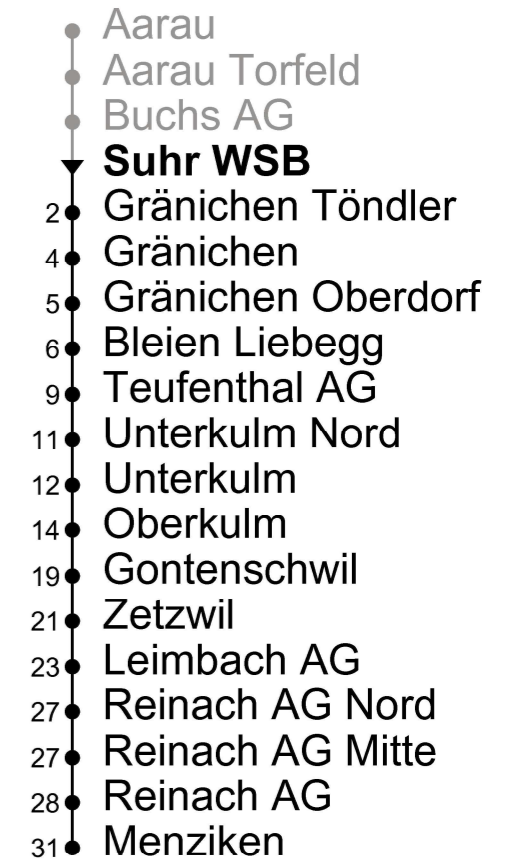 Aarau
Aarau Torfeld
Buchs AG
Suhr WSB
2 Gränichen Töndler
4 Gränichen
5 Gränichen Oberdorf
6 Bleien Liebegg
9 Teufenthal AG
11 Unterkulm Nord
12 Unterkulm
14 Oberkulm
19 Gontenschwil
21 Zetzwil
23 Leimbach AG
27 Reinach AG Nord
27 Reinach AG Mitte
28 Reinach AG
31 Menziken